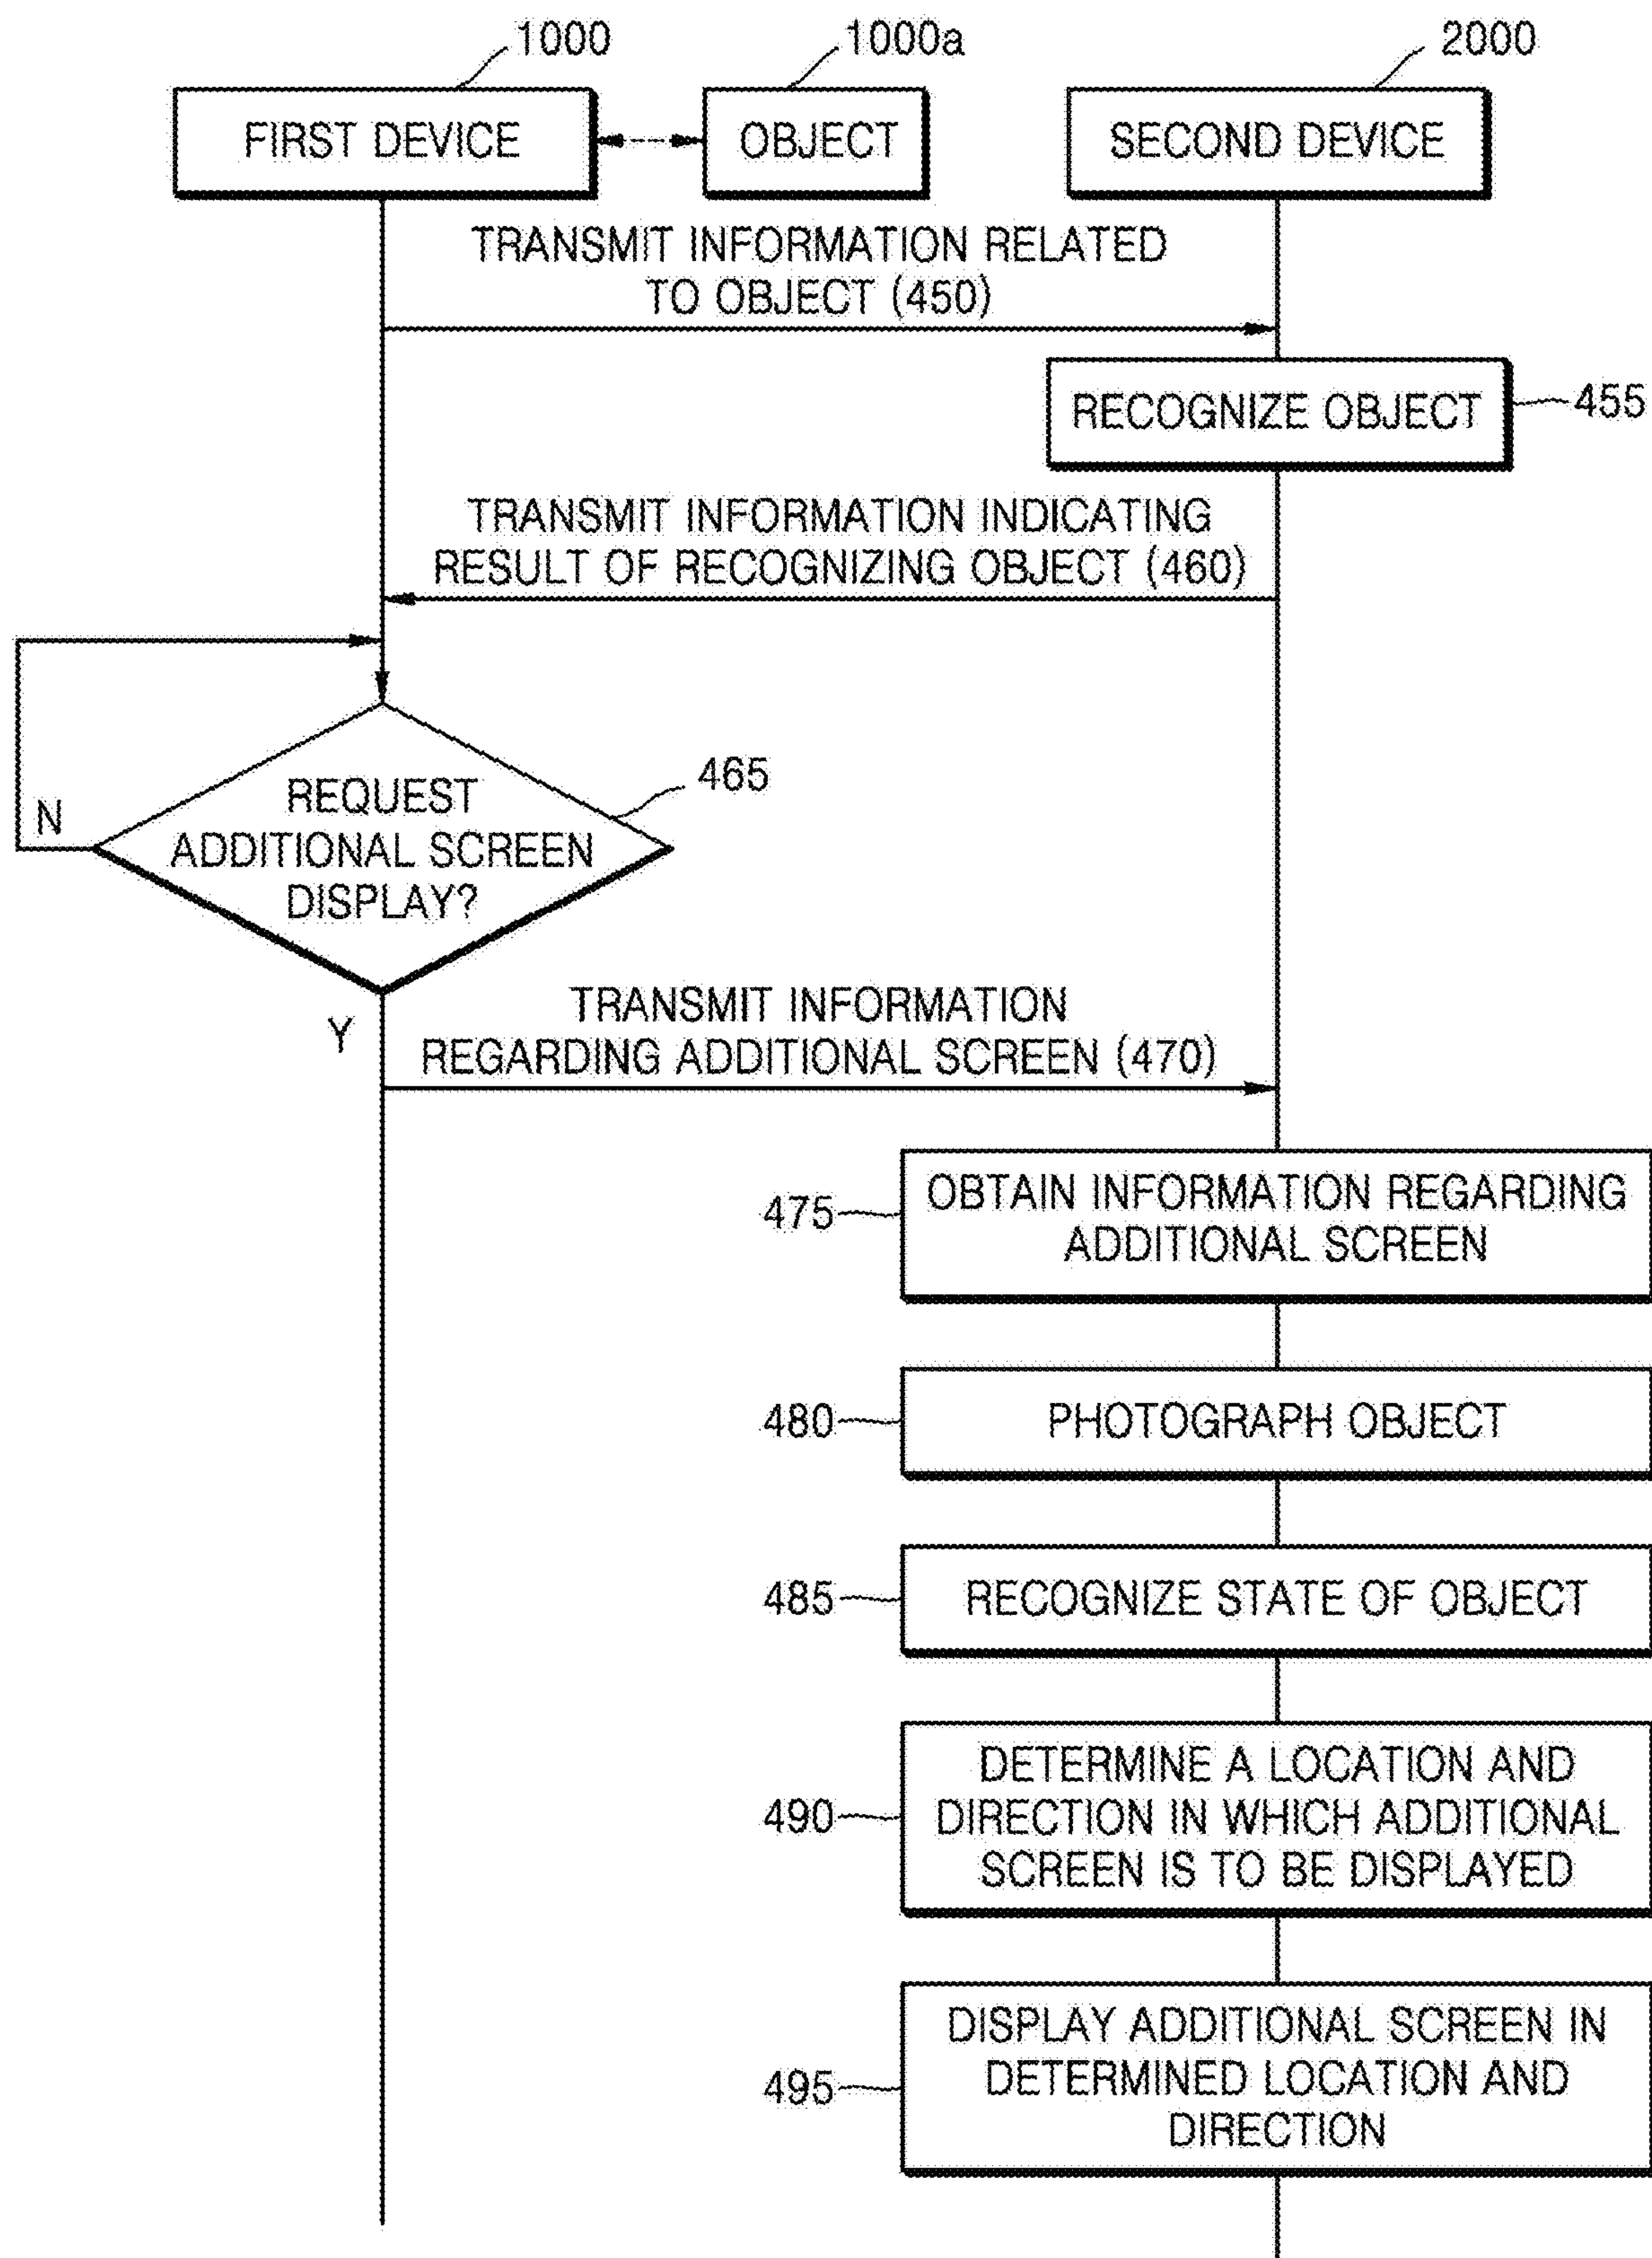 1000
1000a
2000
FIRST DEVICE
OBJECT
SECOND DEVICE
TRANSMIT INFORMATION RELATED
TO OBJECT (450)
RECOGNIZE OBJECT
455
TRANSMIT INFORMATION INDICATING
RESULT OF RECOGNIZING OBJECT (460)
465
REQUEST
ADDITIONAL SCREEN
DISPLAY?
N
Y
TRANSMIT INFORMATION
REGARDING ADDITIONAL SCREEN (470)
475
OBTAIN INFORMATION REGARDING
ADDITIONAL SCREEN
480
PHOTOGRAPH OBJECT
485
RECOGNIZE STATE OF OBJECT
490
DETERMINE A LOCATION AND
DIRECTION IN WHICH ADDITIONAL
SCREEN IS TO BE DISPLAYED
495
DISPLAY ADDITIONAL SCREEN IN
DETERMINED LOCATION AND
DIRECTION